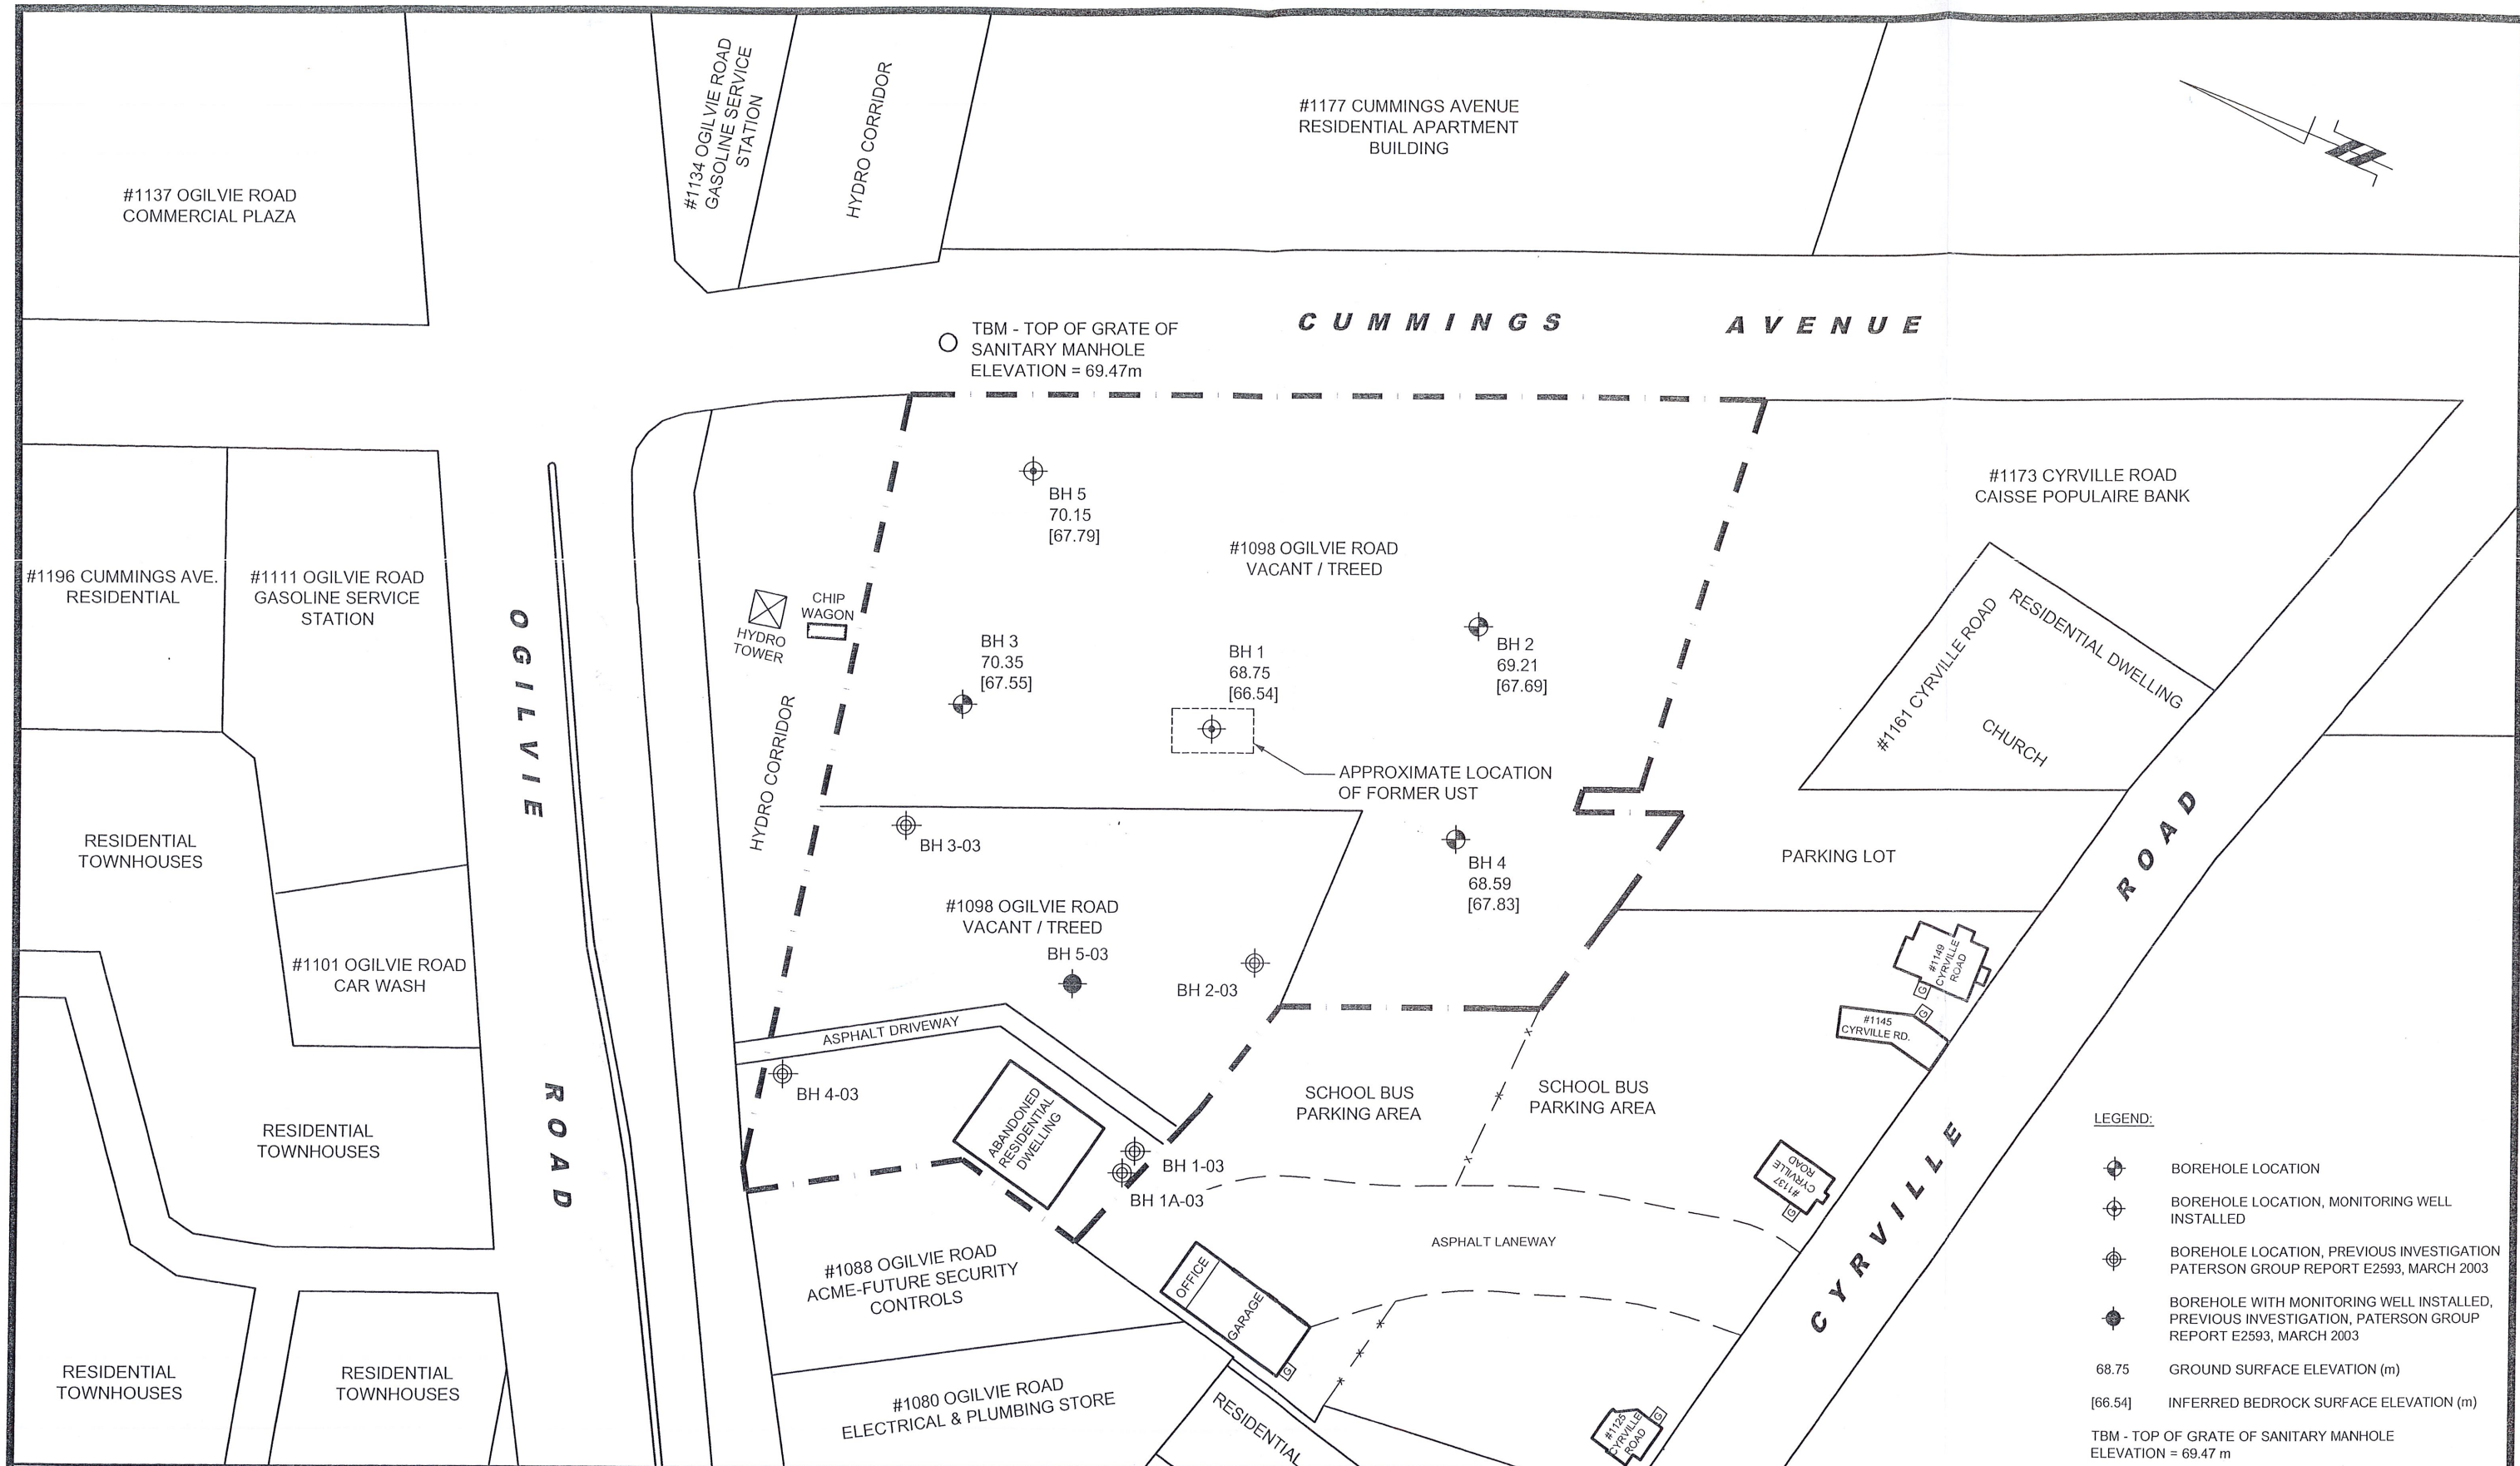 #1137 OGILVIE ROAD
COMMERCIAL PLAZA
#1134 OGILVIE ROAD
GASOLINE SERVICE
STATION
HYDRO CORRIDOR
#1177 CUMMINGS AVENUE
RESIDENTIAL APARTMENT
BUILDING
TBM - TOP OF GRATE OF
SANITARY MANHOLE
ELEVATION = 69.47m
CUMMINGS AVENUE
#1196 CUMMINGS AVE.
RESIDENTIAL
#1111 OGILVIE ROAD
GASOLINE SERVICE
STATION
OGILVIE ROAD
HYDRO
TOWER
CHIP
WAGON
HYDRO CORRIDOR
BH 5
70.15
[67.79]
#1098 OGILVIE ROAD
VACANT / TREED
BH 3
70.35
[67.55]
BH 1
68.75
[66.54]
BH 2
69.21
[67.69]
APPROXIMATE LOCATION
OF FORMER UST
#1173 CYRVILLE ROAD
CAISSE POPULAIRE BANK
#1161 CYRVILLE ROAD
RESIDENTIAL DWELLING
CHURCH
PARKING LOT
RESIDENTIAL
TOWNHOUSES
BH 3-03
BH 4
68.59
[67.83]
#1098 OGILVIE ROAD
VACANT / TREED
BH 5-03
BH 2-03
#1101 OGILVIE ROAD
CAR WASH
ASPHALT DRIVEWAY
BH 4-03
ABANDONED
RESIDENTIAL
DWELLING
BH 1-03
BH 1A-03
SCHOOL BUS
PARKING AREA
SCHOOL BUS
PARKING AREA
#1149
CYRVILLE
ROAD
G
G
#1145
CYRVILLE RD.
#1137
CYRVILLE
ROAD
G
CYRVILLE ROAD
RESIDENTIAL
TOWNHOUSES
ASPHALT LANEWAY
#1088 OGILVIE ROAD
ACME-FUTURE SECURITY
CONTROLS
OFFICE
GARAGE
G
RESIDENTIAL
TOWNHOUSES
RESIDENTIAL
TOWNHOUSES
#1080 OGILVIE ROAD
ELECTRICAL & PLUMBING STORE
RESIDENTIAL
#1125
CYRVILLE
ROAD
G
LEGEND:
BOREHOLE LOCATION
BOREHOLE LOCATION, MONITORING WELL
INSTALLED
BOREHOLE LOCATION, PREVIOUS INVESTIGATION
PATERSON GROUP REPORT E2593, MARCH 2003
BOREHOLE WITH MONITORING WELL INSTALLED,
PREVIOUS INVESTIGATION, PATERSON GROUP
REPORT E2593, MARCH 2003
68.75 GROUND SURFACE ELEVATION (m)
[66.54] INFERRED BEDROCK SURFACE ELEVATION (m)
TBM - TOP OF GRATE OF SANITARY MANHOLE
ELEVATION = 69.47 m